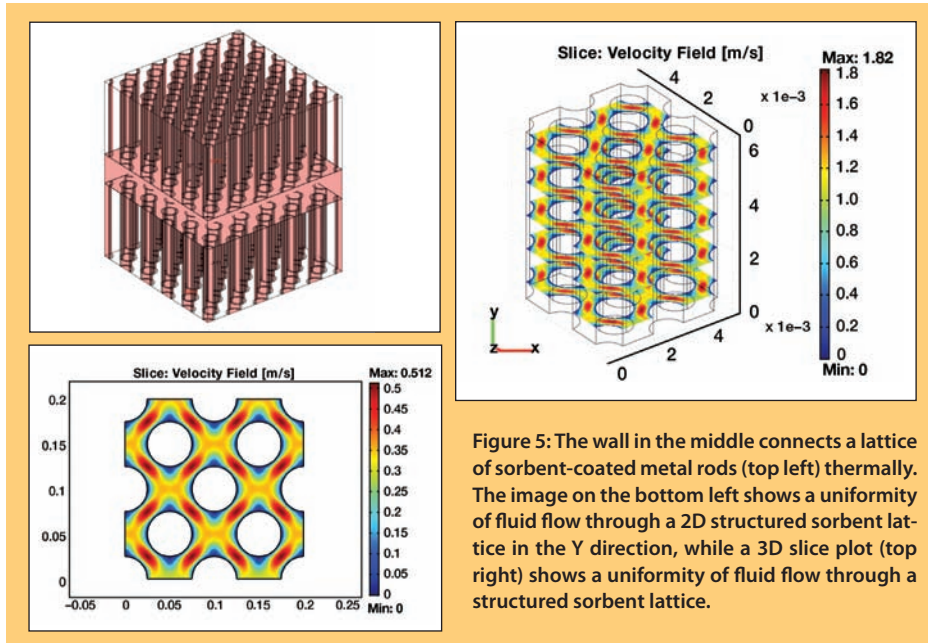 Slice: Velocity Field [m/s]
Max: 1.82
4
2
0
x 1e-3
6
4
2
0
x 1e-3
4
2
0
y
z x
1.8
1.6
1.4
1.2
1.0
0.8
0.6
0.4
0.2
0
Min: 0
Slice: Velocity Field [m/s]
Max: 0.512
0.2
0.15
0.1
0.05
0
-0.05 0 0.05 0.1 0.15 0.2 0.25
0.5
0.45
0.4
0.35
0.3
0.25
0.2
0.15
0.1
0.05
0
Min: 0
Figure 5: The wall in the middle connects a lattice
of sorbent-coated metal rods (top left) thermally.
The image on the bottom left shows a uniformity
of fluid flow through a 2D structured sorbent lat-
tice in the Y direction, while a 3D slice plot (top
right) shows a uniformity of fluid flow through a
structured sorbent lattice.